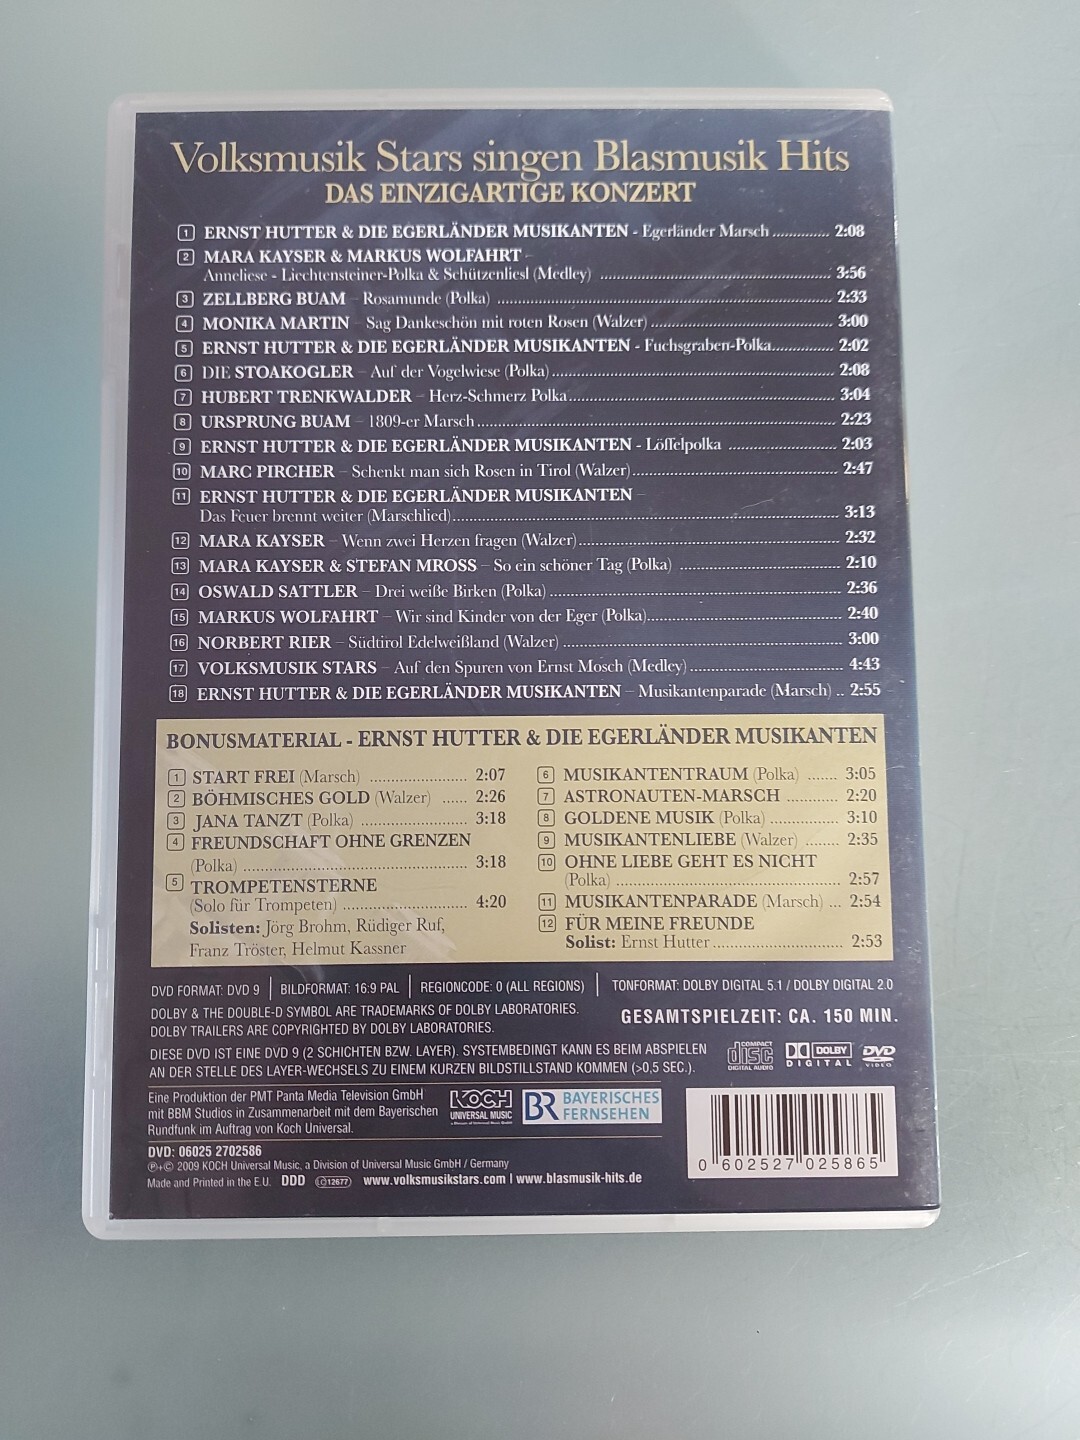 Volksmusik Stars singen Blasmusik Hits
DAS EINZIGARTIGE KONZERT
1 ERNST HUTTER & DIE EGERLÄNDER MUSIKANTEN - Egerländer Marsch ............. 2:08
2 MARA KAYSER & MARKUS WOLFAHRT –
Anneliese - Liechtensteiner-Polka & Schützenliesl (Medley) ............. 3:56
3 ZELLBERG BUAM – Rosamunde (Polka) ............. 2:33
4 MONIKA MARTIN – Sag Dankeschön mit roten Rosen (Walzer) ............. 3:00
5 ERNST HUTTER & DIE EGERLÄNDER MUSIKANTEN - Fuchsgraben-Polka ............. 2:02
6 DIE STOAKOGLER – Auf der Vogelwiese (Polka) ............. 2:08
7 HUBERT TRENKWALDER – Herz-Schmerz Polka ............. 3:04
8 URSPRUNG BUAM – 1809-er Marsch ............. 2:23
9 ERNST HUTTER & DIE EGERLÄNDER MUSIKANTEN - Löffelpolka ............. 2:03
10 MARC PIRCHER – Schenkt man sich Rosen in Tirol (Walzer) ............. 2:47
11 ERNST HUTTER & DIE EGERLÄNDER MUSIKANTEN –
Das Feuer brennt weiter (Marschlied) ............. 3:13
12 MARA KAYSER – Wenn zwei Herzen fragen (Walzer) ............. 2:32
13 MARA KAYSER & STEFAN MROSS – So ein schöner Tag (Polka) ............. 2:10
14 OSWALD SATTLER – Drei weiße Birken (Polka) ............. 2:36
15 MARKUS WOLFAHRT – Wir sind Kinder von der Eger (Polka) ............. 2:40
16 NORBERT RIER – Südtirol Edelweißland (Walzer) ............. 3:00
17 VOLKSMUSIK STARS – Auf den Spuren von Ernst Mosch (Medley) ............. 4:43
18 ERNST HUTTER & DIE EGERLÄNDER MUSIKANTEN – Musikantenparade (Marsch) .. 2:55
BONUSMATERIAL - ERNST HUTTER & DIE EGERLÄNDER MUSIKANTEN
1 START FREI (Marsch) ............. 2:07
2 BÖHMISCHES GOLD (Walzer) ...... 2:26
3 JANA TANZT (Polka) ............. 3:18
4 FREUNDSCHAFT OHNE GRENZEN
(Polka) ............. 3:18
5 TROMPETENSTERNE
(Solo für Trompeten) ............. 4:20
Solisten: Jörg Brohm, Rüdiger Ruf,
Franz Tröster, Helmut Kassner
6 MUSIKANTENTRAUM (Polka) ....... 3:05
7 ASTRONAUTEN-MARSCH ............ 2:20
8 GOLDENE MUSIK (Polka) ............. 3:10
9 MUSIKANTENLIEBE (Walzer) ....... 2:35
10 OHNE LIEBE GEHT ES NICHT
(Polka) ............. 2:57
11 MUSIKANTENPARADE (Marsch) ... 2:54
12 FÜR MEINE FREUNDE
Solist: Ernst Hutter ............. 2:53
DVD FORMAT: DVD 9 | BILDFORMAT: 16:9 PAL | REGIONCODE: 0 (ALL REGIONS) | TONFORMAT: DOLBY DIGITAL 5.1 / DOLBY DIGITAL 2.0
DOLBY & THE DOUBLE-D SYMBOL ARE TRADEMARKS OF DOLBY LABORATORIES.
DOLBY TRAILERS ARE COPYRIGHTED BY DOLBY LABORATORIES.
GESAMTSPIELZEIT: CA. 150 MIN.
DIESE DVD IST EINE DVD 9 (2 SCHICHTEN BZW. LAYER). SYSTEMBEDINGT KANN ES BEIM ABSPIELEN
AN DER STELLE DES LAYER-WECHSELS ZU EINEM KURZEN BILDSTILLSTAND KOMMEN (>0,5 SEC.).
COMPACT disc DIGITAL AUDIO
DOLBY DIGITAL
DVD VIDEO
Eine Produktion der PMT Panta Media Television GmbH
mit BBM Studios in Zusammenarbeit mit dem Bayerischen
Rundfunk im Auftrag von Koch Universal.
KOCH
UNIVERSAL MUSIC
BR BAYERISCHES
FERNSEHEN
DVD: 06025 2702586
℗+© 2009 KOCH Universal Music, a Division of Universal Music GmbH / Germany
Made and Printed in the E.U. DDD LC 12677 www.volksmusikstars.com | www.blasmusik-hits.de
0 602527 025865